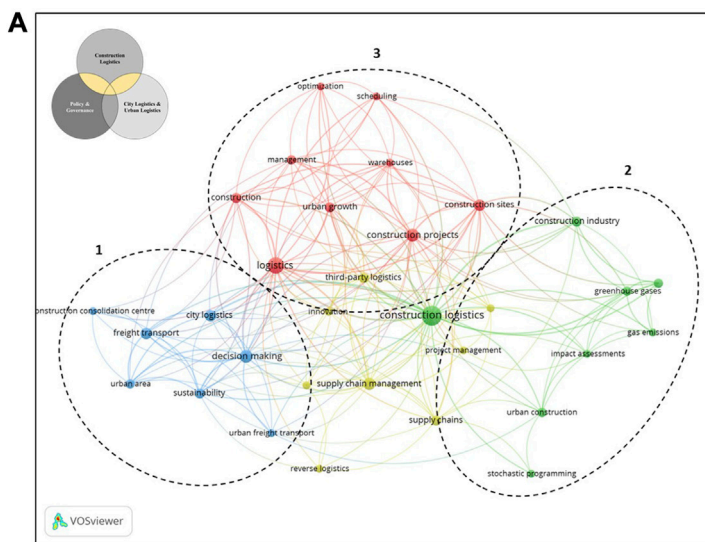 A
Construction
Logistics
Policy &
Governance
City Logistics &
Urban Logistics
3
optimization
scheduling
management
warehouses
2
construction
urban growth
construction sites
construction industry
construction projects
1
logistics
third-party logistics
greenhouse gases
construction consolidation centre
city logistics
innovation
construction logistics
freight transport
gas emissions
decision making
project management
impact assessments
urban area
sustainability
supply chain management
urban construction
supply chains
urban freight transport
reverse logistics
stochastic programming
VOSviewer